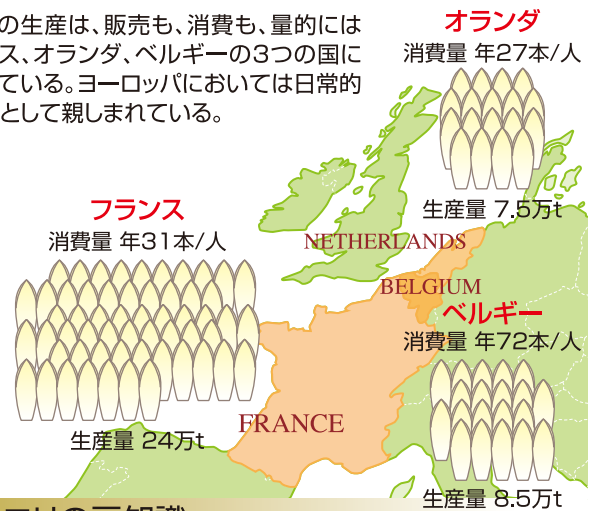 の生産は、販売も、消費も、量的には
ス、オランダ、ベルギーの3つの国に
ている。ヨーロッパにおいては日常的
として親しまれている。
オランダ
消費量 年27本/人
生産量 7.5万t
フランス
消費量 年31本/人
生産量 24万t
NETHERLANDS
BELGIUM
ベルギー
消費量 年72本/人
生産量 8.5万t
FRANCE